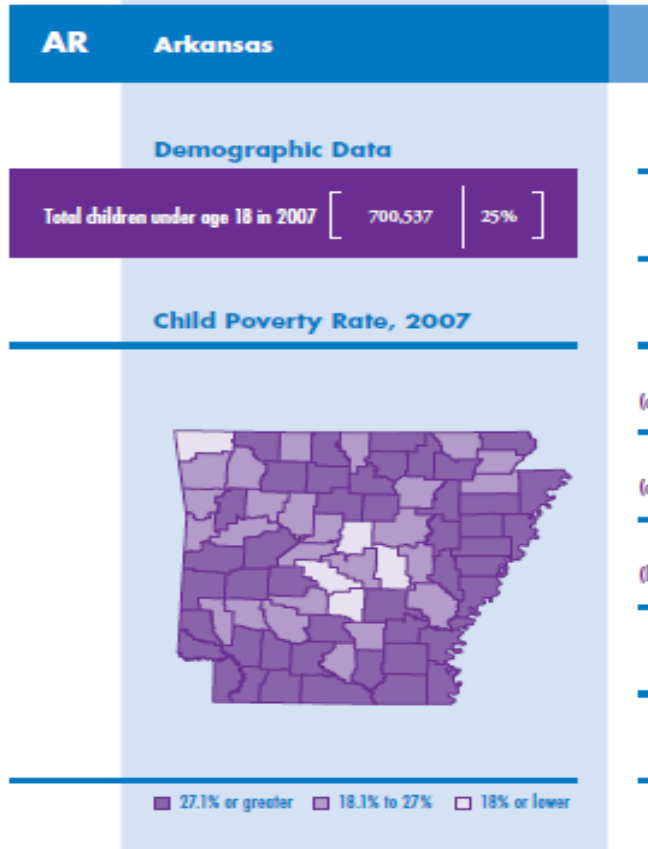 AR Arkansas
Demographic Data
Total children under age 18 in 2007 [ 700,537 | 25% ]
Child Poverty Rate, 2007
27.1% or greater 18.1% to 27% 18% or lower